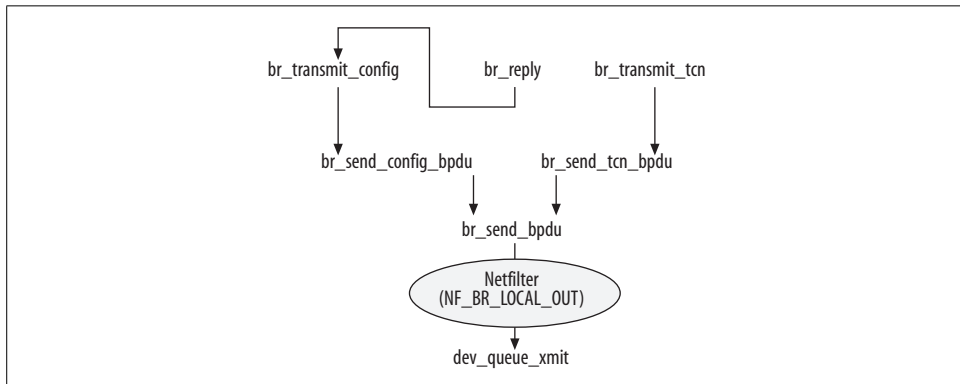 br_transmit_config br_reply br_transmit_tcn
br_send_config_bpdu br_send_tcn_bpdu
br_send_bpdu
Netfilter
(NF_BR_LOCAL_OUT)
dev_queue_xmit